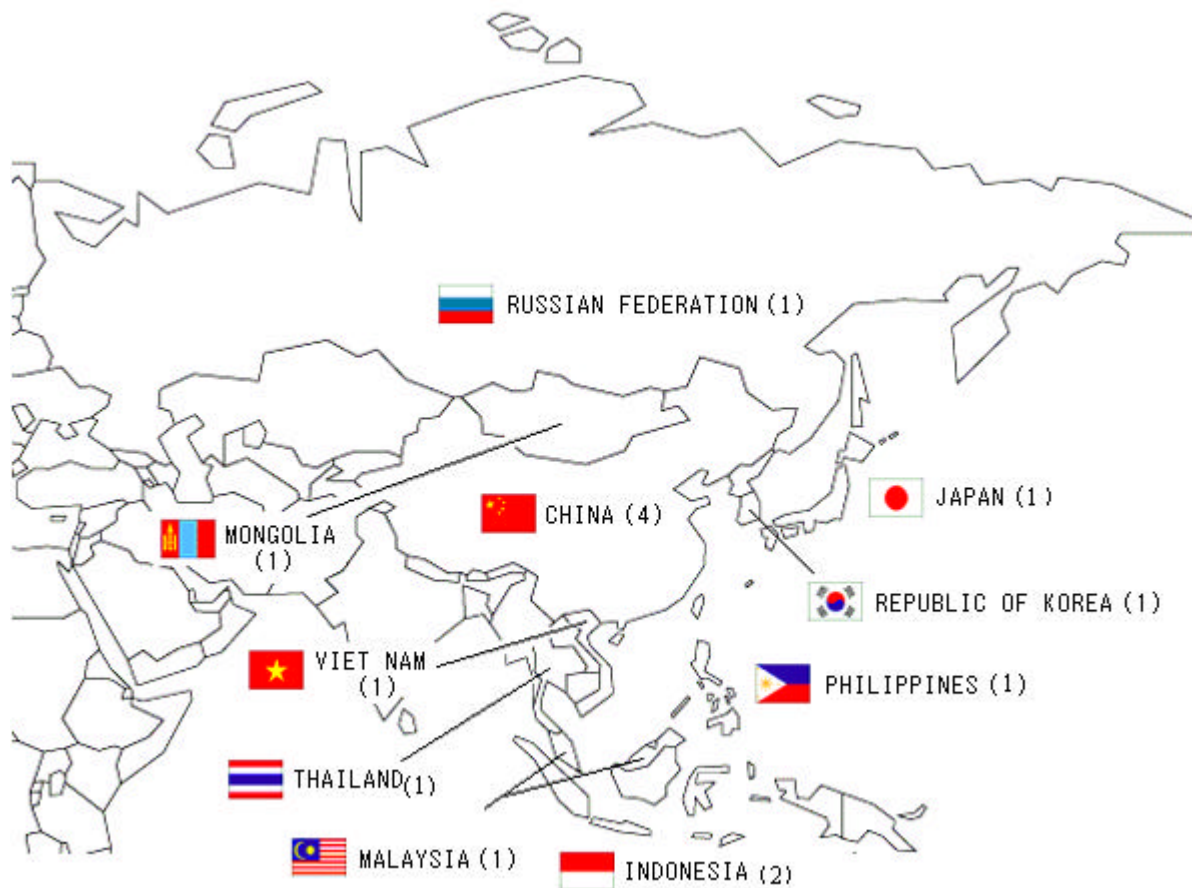 RUSSIAN FEDERATION (1)
JAPAN (1)
CHINA (4)
MONGOLIA
(1)
REPUBLIC OF KOREA (1)
VIET NAM
(1)
PHILIPPINES (1)
THAILAND (1)
MALAYSIA (1)
INDONESIA (2)